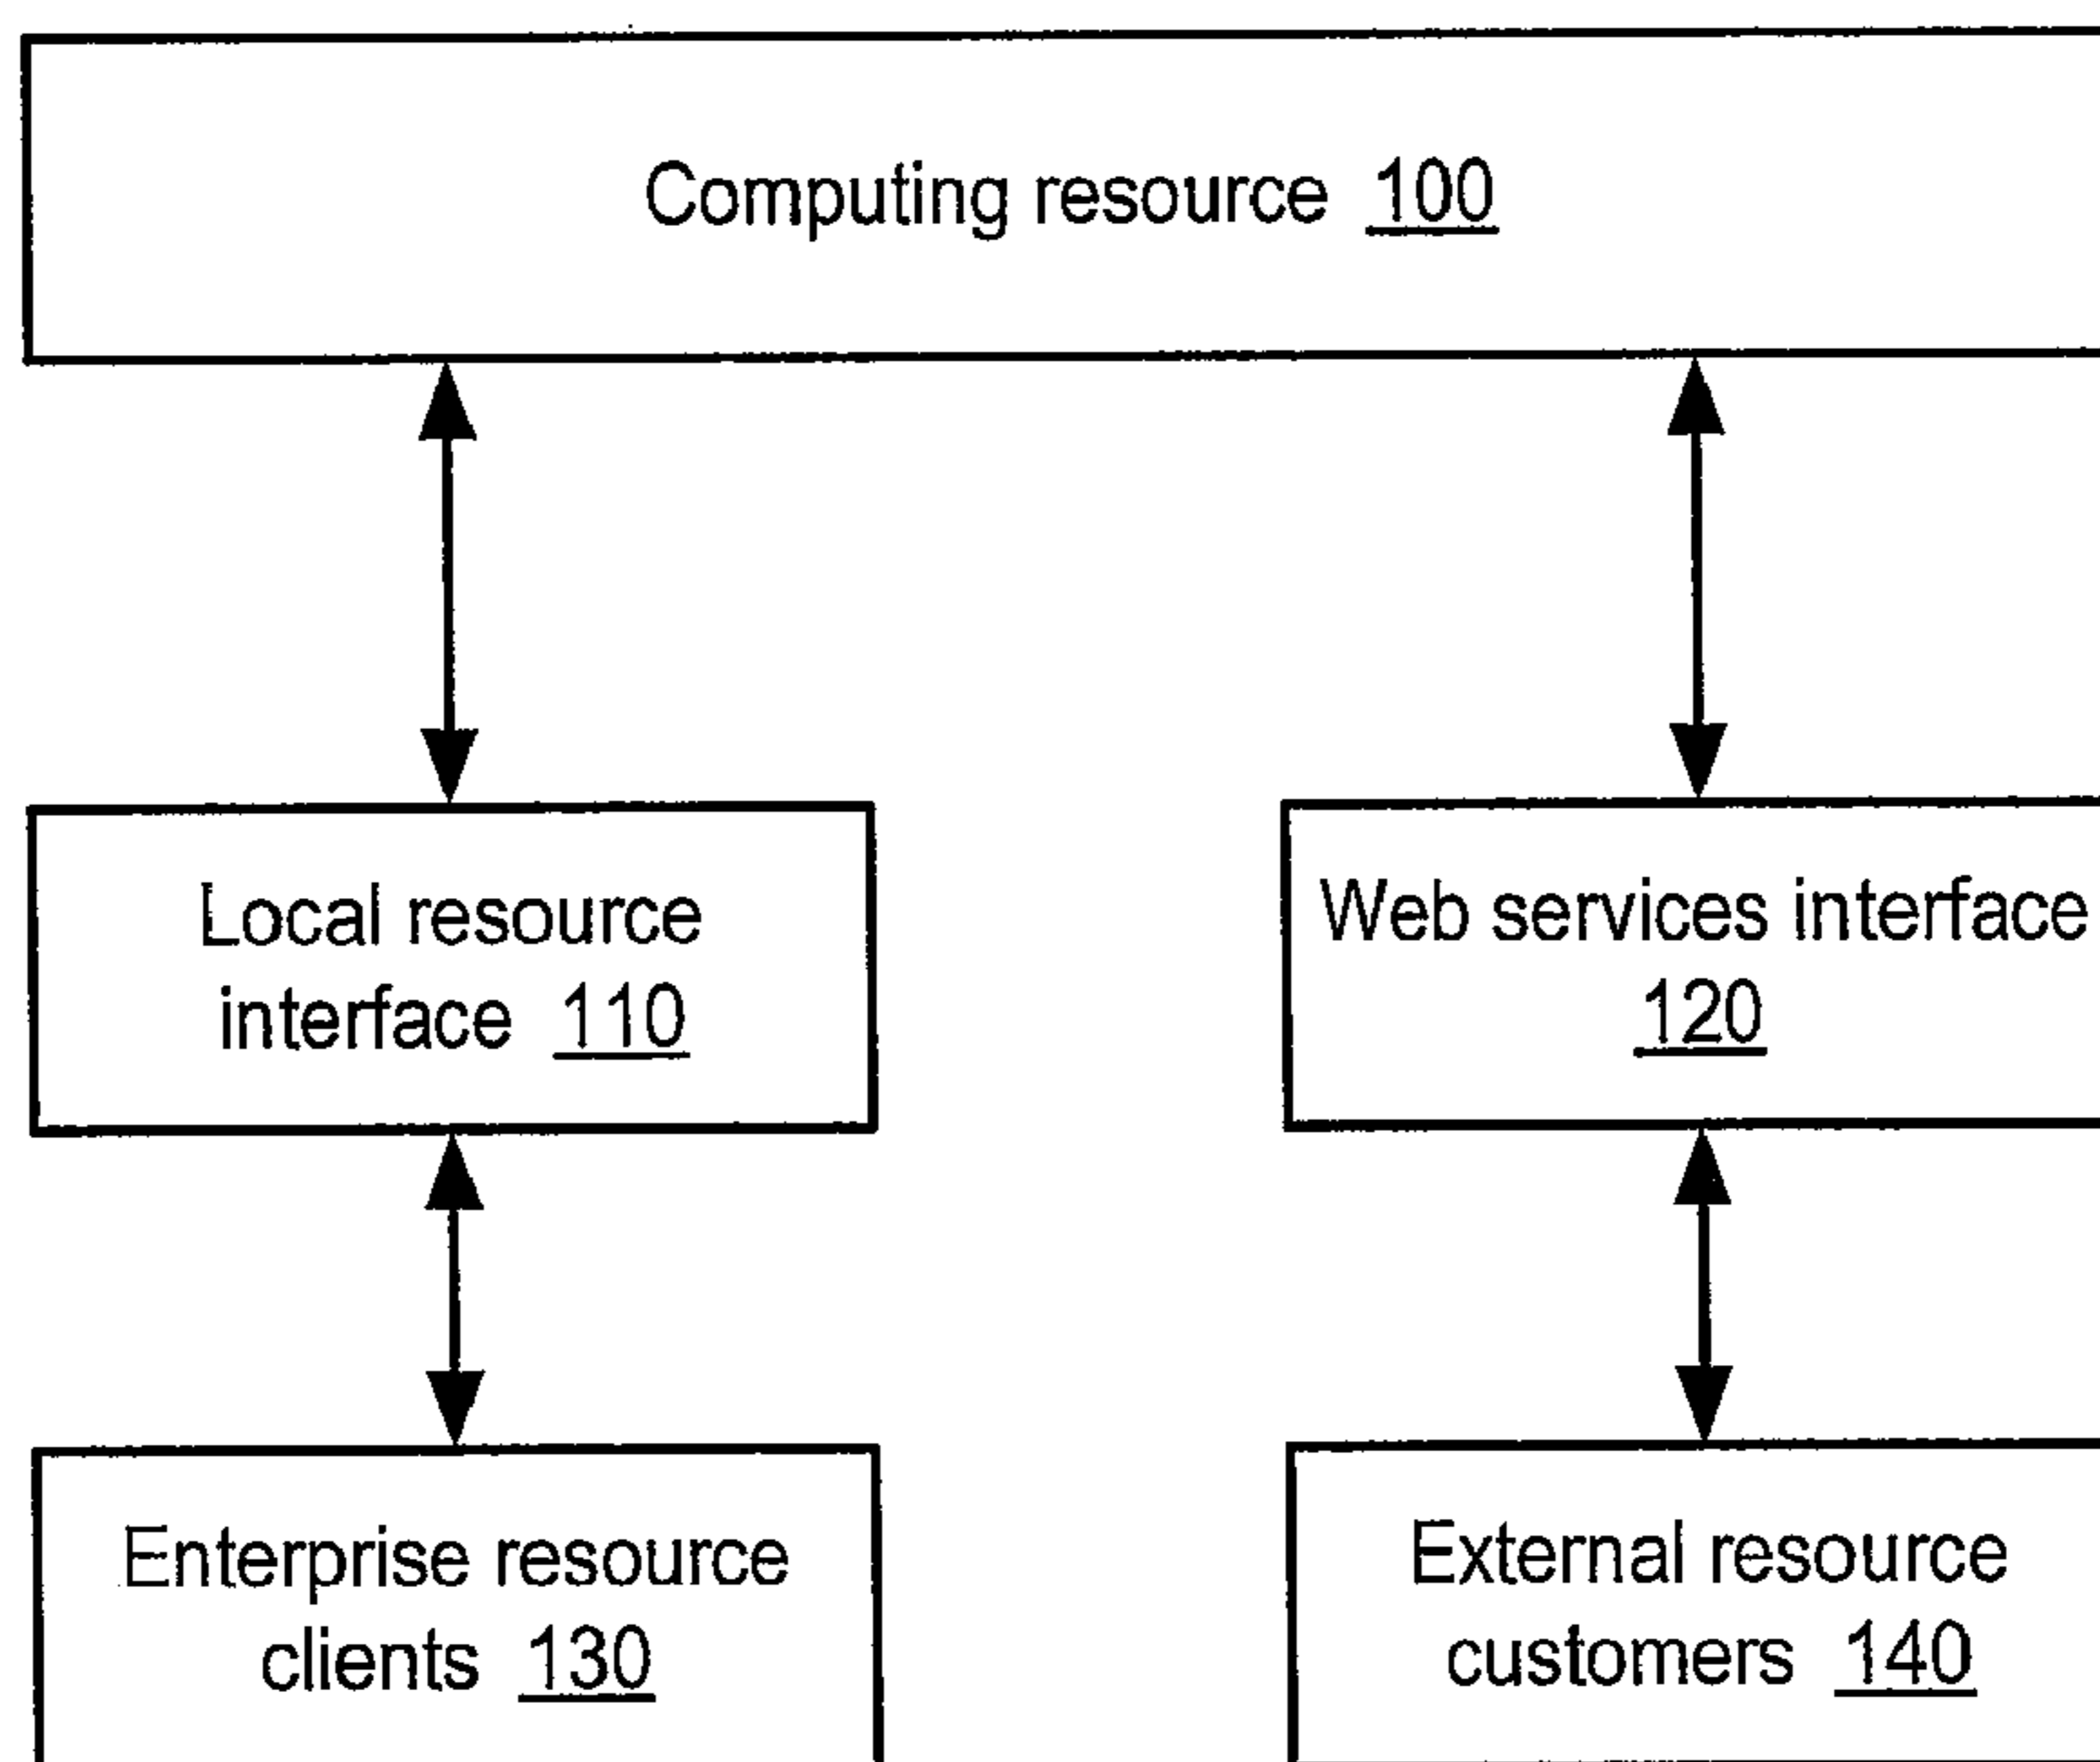 Computing resource 100
Local resource
interface 110
Web services interface
120
Enterprise resource
clients 130
External resource
customers 140